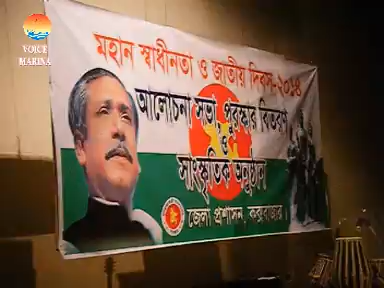 VOICE
MARINA
মহান স্বাধীনতা ও জাতীয় দিবস-২০১৪
আলোচনা সভা, পুরস্কার বিতরণ
ও
সাংস্কৃতিক অনুষ্ঠান
জেলা প্রশাসন, কক্সবাজার।